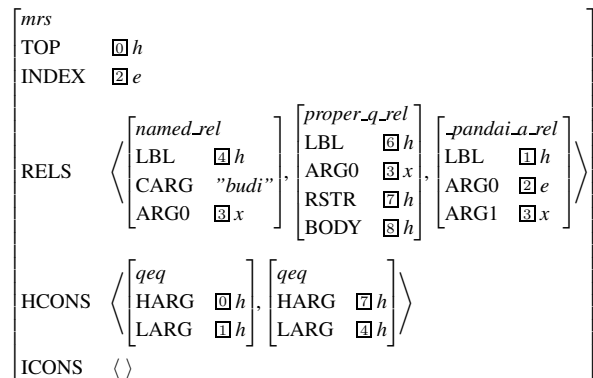 mrs
TOP 0 h
INDEX 2 e
RELS ⟨ [named_rel LBL 4 h CARG "budi" ARG0 3 x], [proper_q_rel LBL 6 h ARG0 3 x RSTR 7 h BODY 8 h], [_pandai_a_rel LBL 1 h ARG0 2 e ARG1 3 x] ⟩
HCONS ⟨ [qeq HARG 0 h LARG 1 h], [qeq HARG 7 h LARG 4 h] ⟩
ICONS ⟨ ⟩